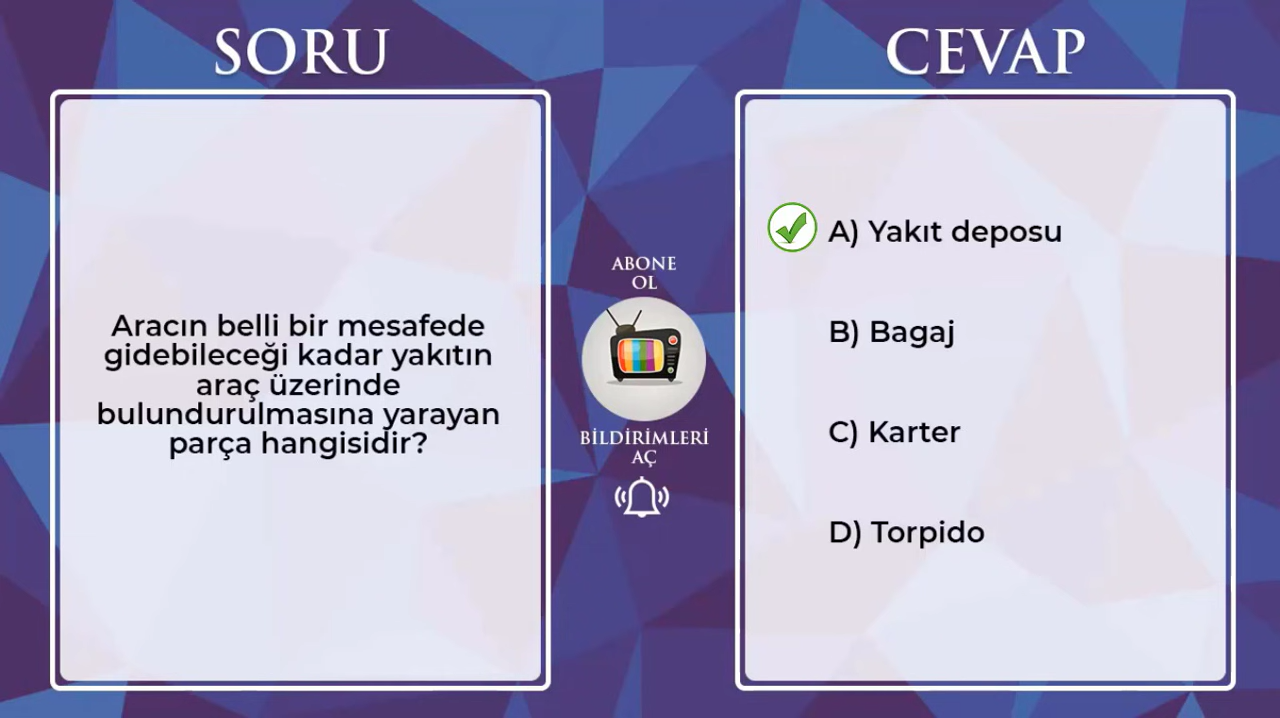 SORU
Aracın belli bir mesafede
gidebileceği kadar yakıtın
araç üzerinde
bulundurulmasına yarayan
parça hangisidir?
ABONE
OL
BİLDİRİMLERİ
AÇ
CEVAP
A) Yakıt deposu
B) Bagaj
C) Karter
D) Torpido